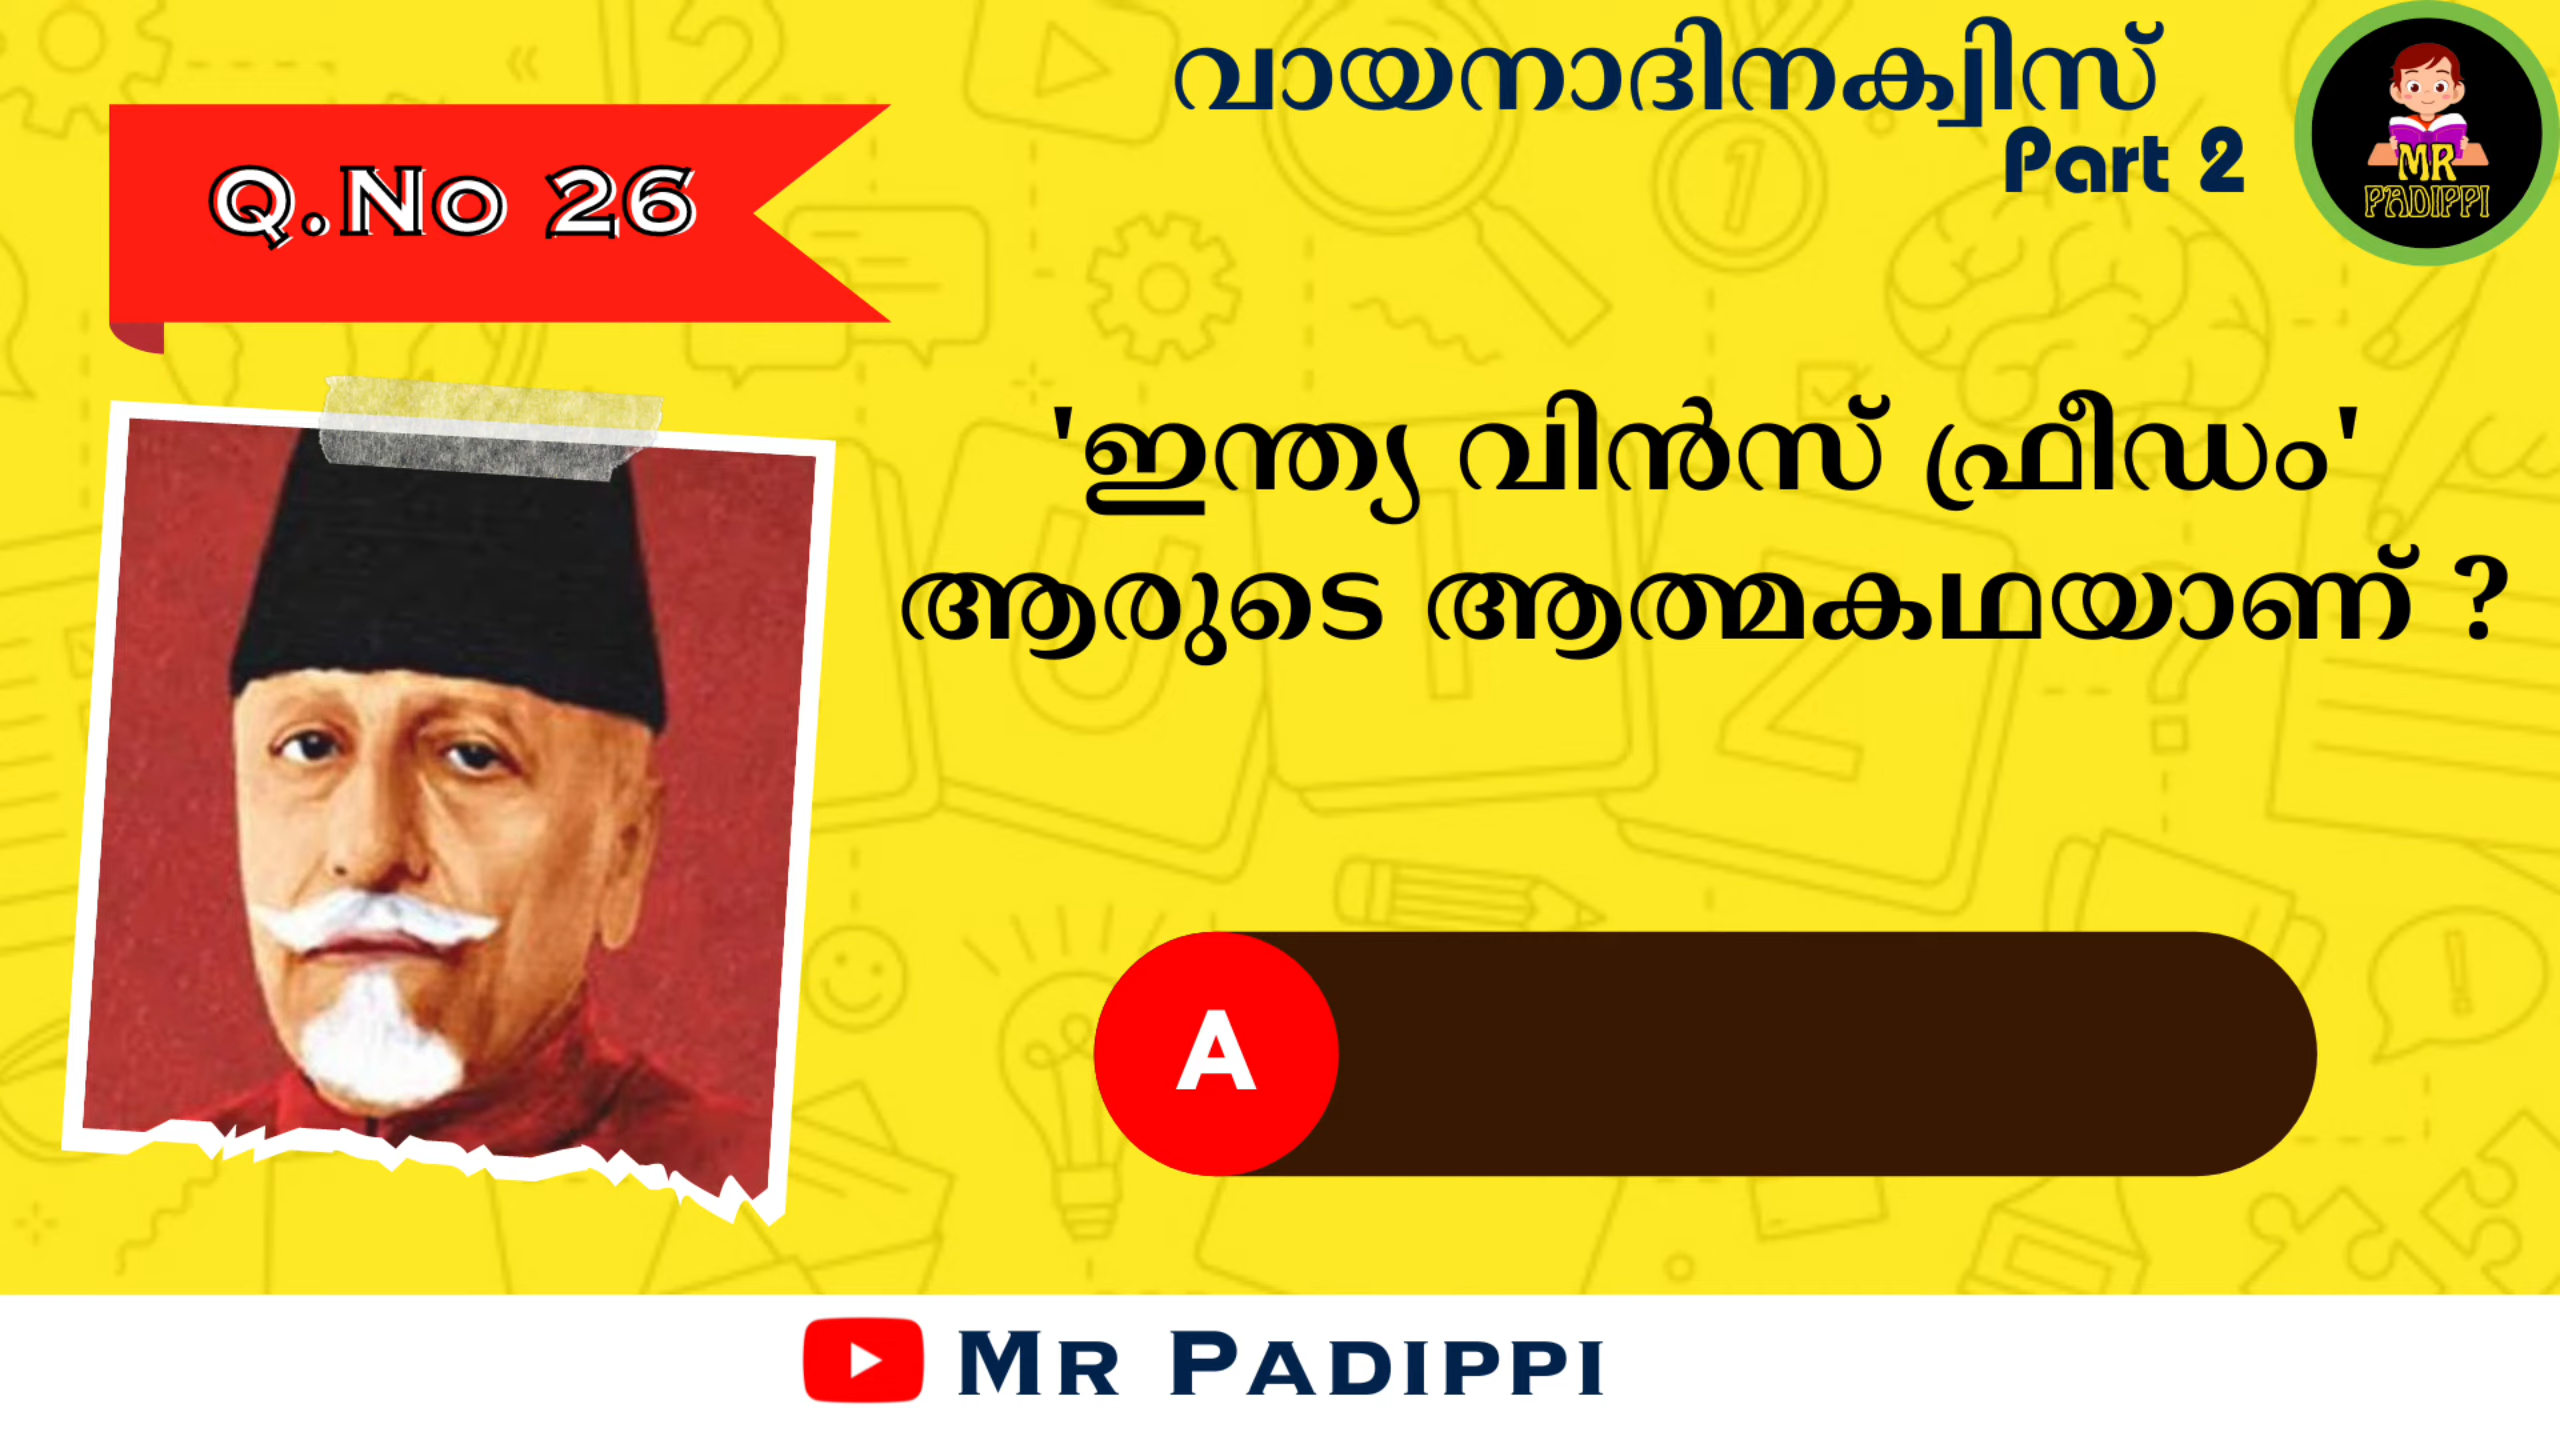 വായനാദിനക്വിസ്
Part 2
MR
PADIPPI
Q.No 26
'ഇന്ത്യ വിൻസ് ഫ്രീഡം'
ആരുടെ ആത്മകഥയാണ് ?
A
MR PADIPPI